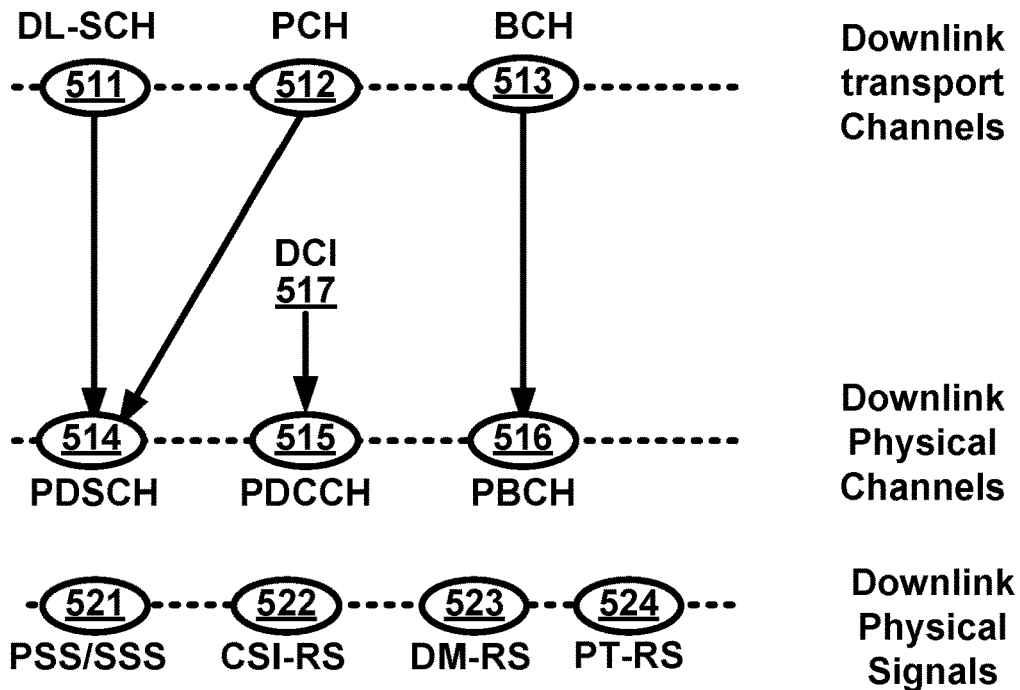 DL-SCH PCH BCH
511 512 513
Downlink
transport
Channels
DCI
517
514 515 516
PDSCH PDCCH PBCH
Downlink
Physical
Channels
521 522 523 524
PSS/SSS CSI-RS DM-RS PT-RS
Downlink
Physical
Signals